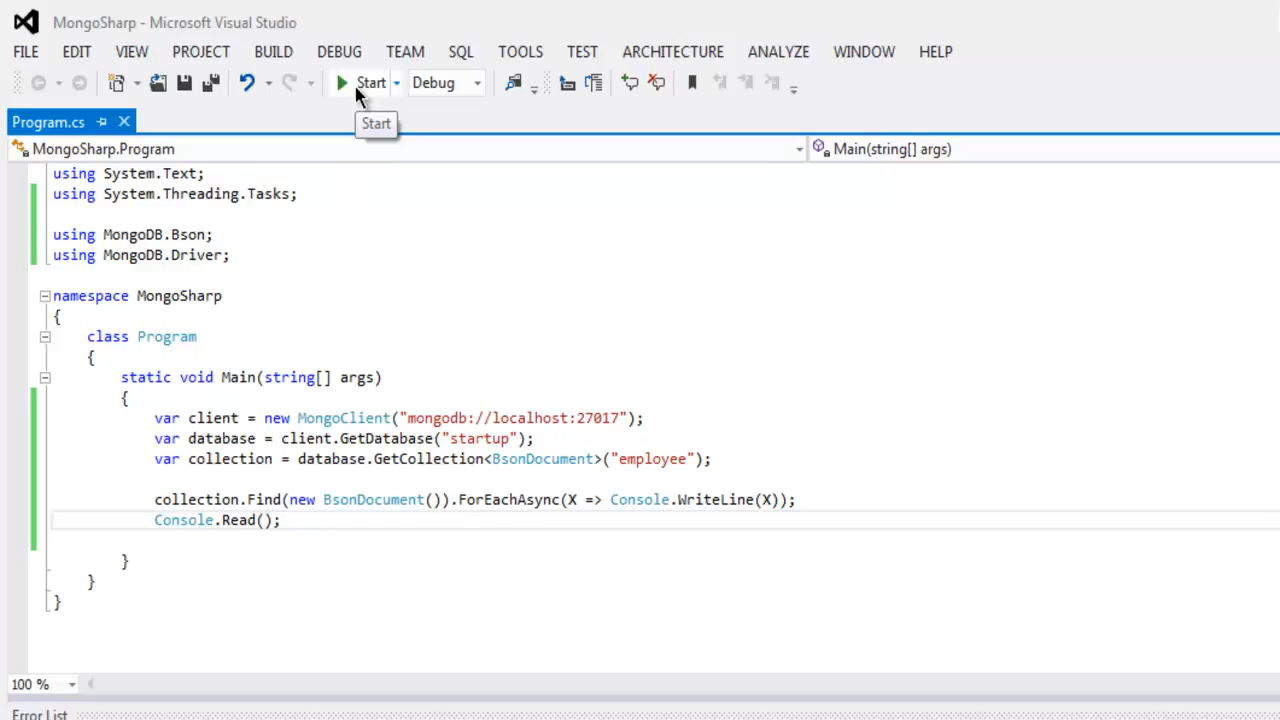 MongoSharp - Microsoft Visual Studio
FILE EDIT VIEW PROJECT BUILD DEBUG TEAM SQL TOOLS TEST ARCHITECTURE ANALYZE WINDOW HELP
Start Debug
Start
Program.cs
MongoSharp.Program Main(string[] args)
using System.Text;
using System.Threading.Tasks;
using MongoDB.Bson;
using MongoDB.Driver;
namespace MongoSharp
{
class Program
{
static void Main(string[] args)
{
var client = new MongoClient("mongodb://localhost:27017");
var database = client.GetDatabase("startup");
var collection = database.GetCollection<BsonDocument>("employee");
collection.Find(new BsonDocument()).ForEachAsync(X => Console.WriteLine(X));
Console.Read();
}
}
}
100 %
Error List